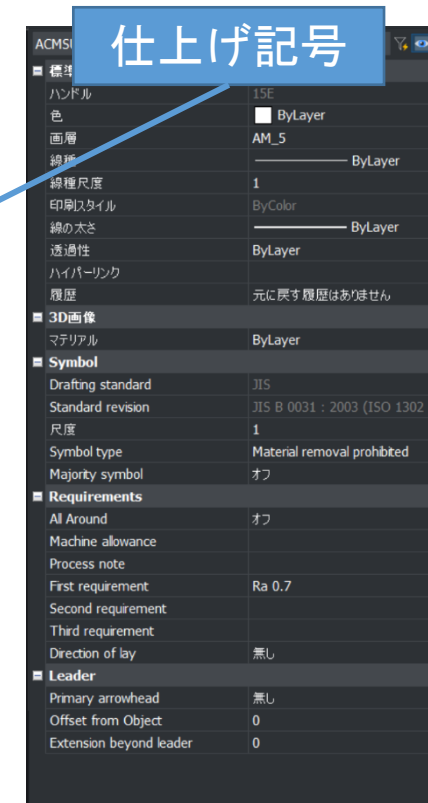 仕上げ記号
ACMSU
標準
ハンドル 15E
色 ByLayer
画層 AM_5
線種 ByLayer
線種尺度 1
印刷スタイル ByColor
線の太さ ByLayer
透過性 ByLayer
ハイパーリンク
履歴 元に戻す履歴はありません
3D画像
マテリアル ByLayer
Symbol
Drafting standard JIS
Standard revision JIS B 0031 : 2003 (ISO 1302
尺度 1
Symbol type Material removal prohibited
Majority symbol オフ
Requirements
All Around オフ
Machine allowance
Process note
First requirement Ra 0.7
Second requirement
Third requirement
Direction of lay 無し
Leader
Primary arrowhead 無し
Offset from Object 0
Extension beyond leader 0